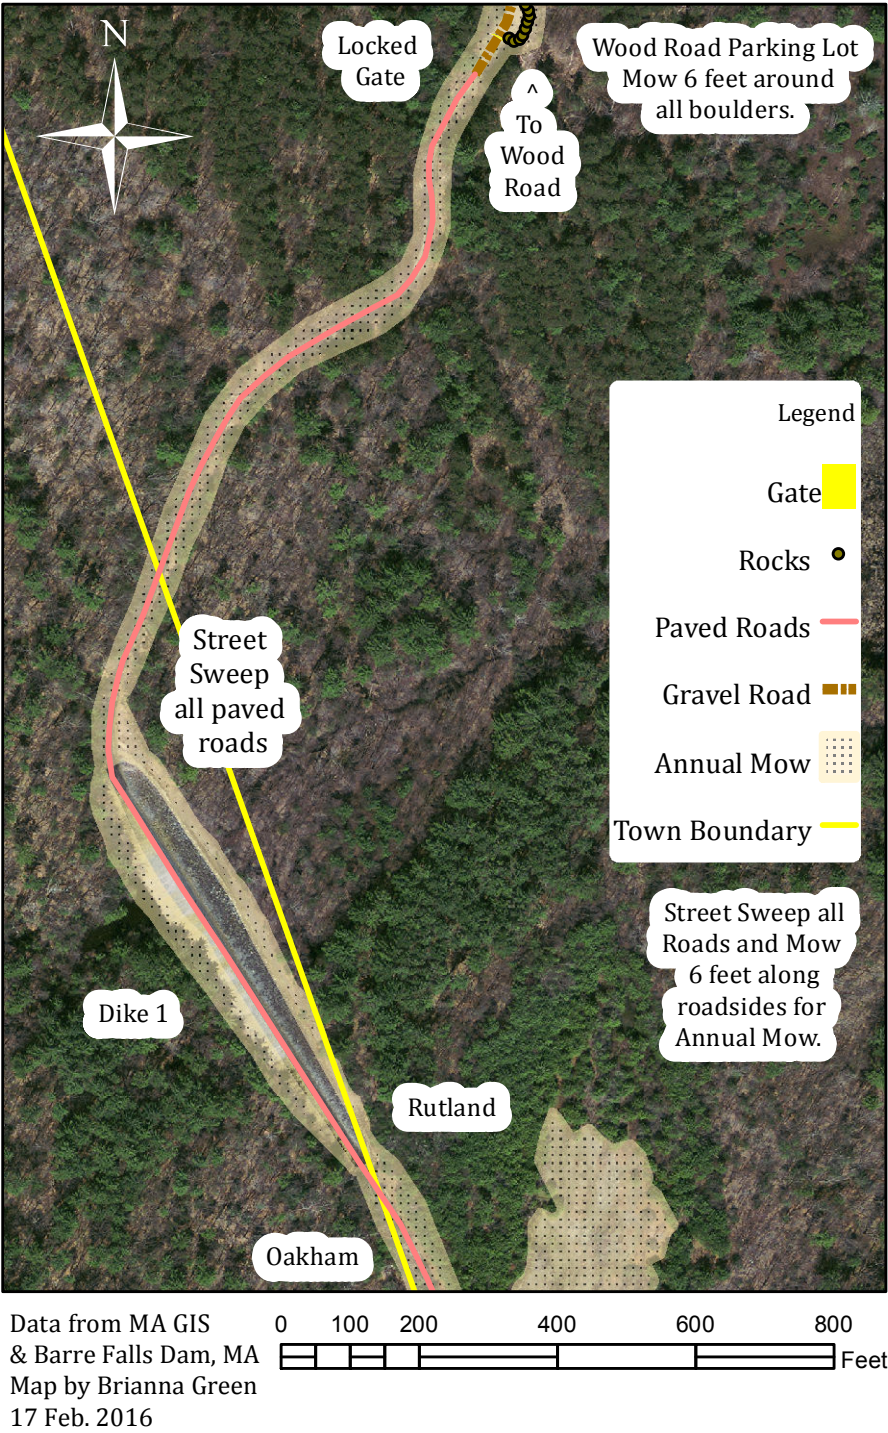 N
Locked
Gate
^
To
Wood
Road
Wood Road Parking Lot
Mow 6 feet around
all boulders.
Legend
Gate
Rocks
Paved Roads
Gravel Road
Annual Mow
Town Boundary
Street
Sweep
all paved
roads
Street Sweep all
Roads and Mow
6 feet along
roadsides for
Annual Mow.
Dike 1
Rutland
Oakham
Data from MA GIS
& Barre Falls Dam, MA
Map by Brianna Green
17 Feb. 2016
0 100 200 400 600 800
Feet